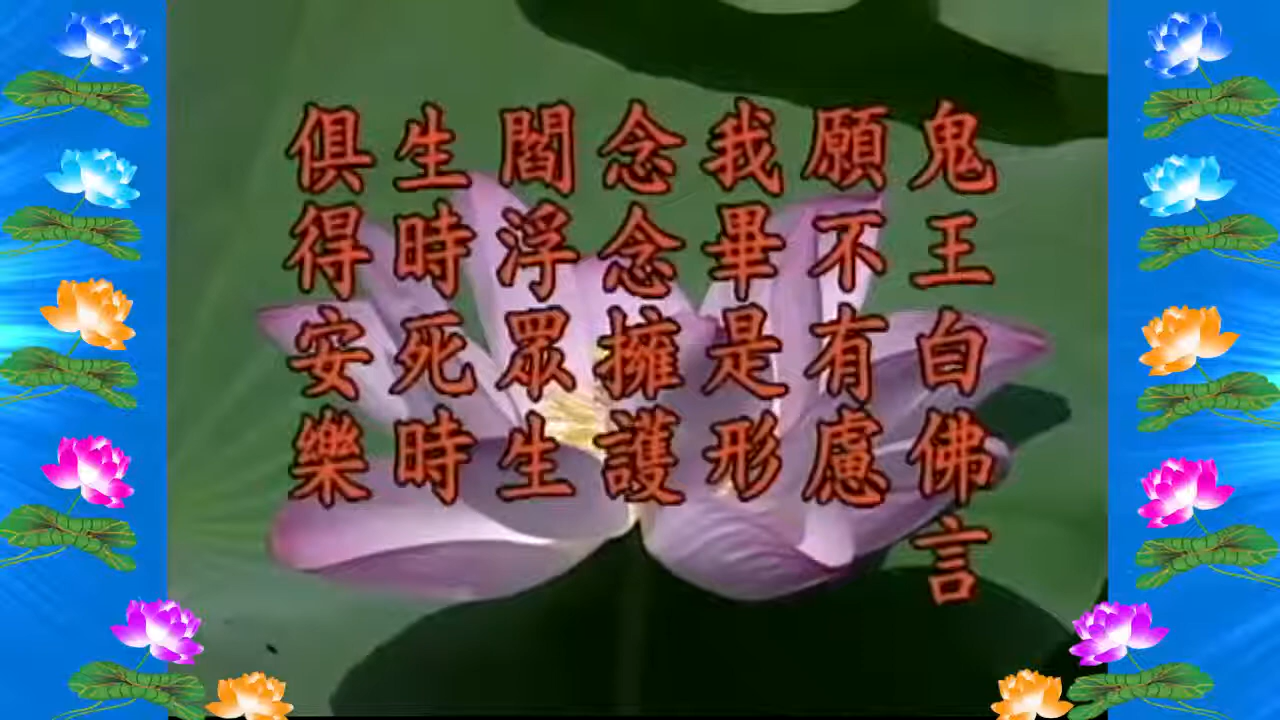 鬼王白佛言
願不有慮
我畢是形
念念擁護
閻浮眾生
生時死時
俱得安樂